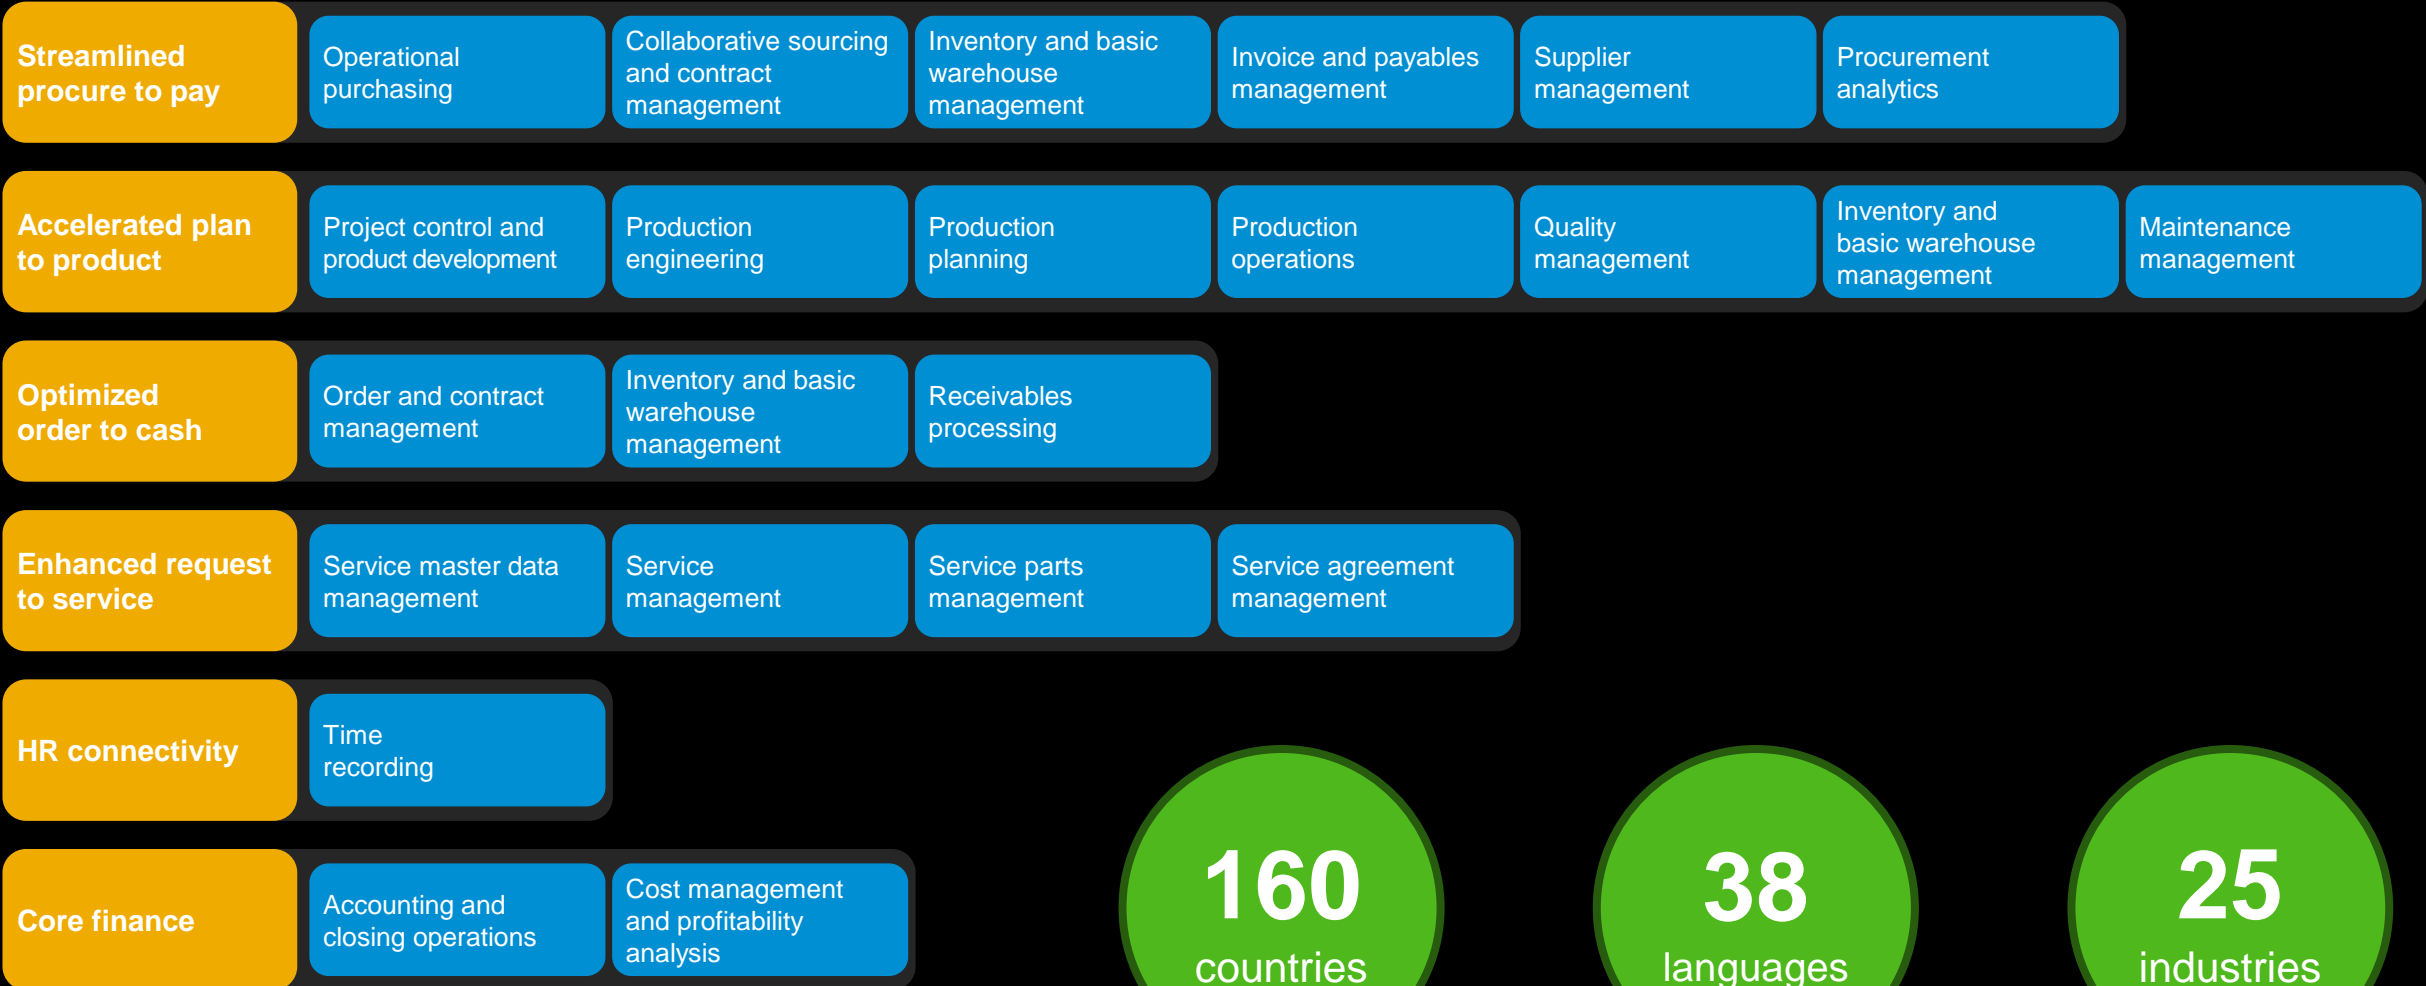 Streamlined
procure to pay
Operational
purchasing
Collaborative sourcing
and contract
management
Inventory and basic
warehouse
management
Invoice and payables
management
Supplier
management
Procurement
analytics
Accelerated plan
to product
Project control and
product development
Production
engineering
Production
planning
Production
operations
Quality
management
Inventory and
basic warehouse
management
Maintenance
management
Optimized
order to cash
Order and contract
management
Inventory and basic
warehouse
management
Receivables
processing
Enhanced request
to service
Service master data
management
Service
management
Service parts
management
Service agreement
management
HR connectivity
Time
recording
Core finance
Accounting and
closing operations
Cost management
and profitability
analysis
160
countries
38
languages
25
industries